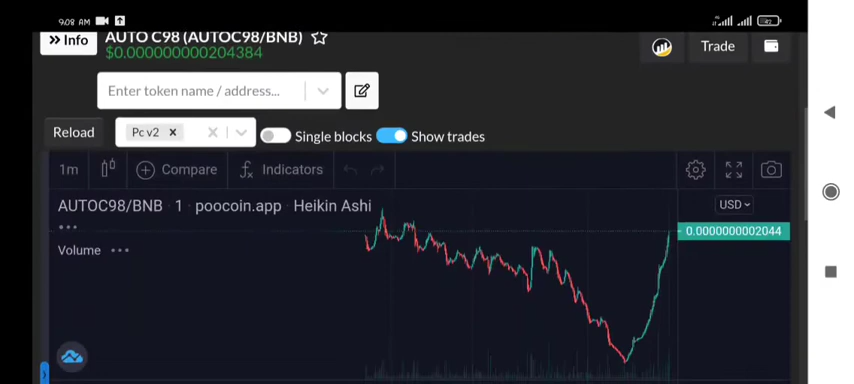 9:08 AM
Info
AUTO C98 (AUTOC98/BNB)
$0.000000000204384
Trade
Enter token name / address...
Reload
Pc v2
Single blocks
Show trades
1m
Compare
Indicators
AUTOC98/BNB · 1 · poocoin.app · Heikin Ashi
USD
0.0000000002044
Volume